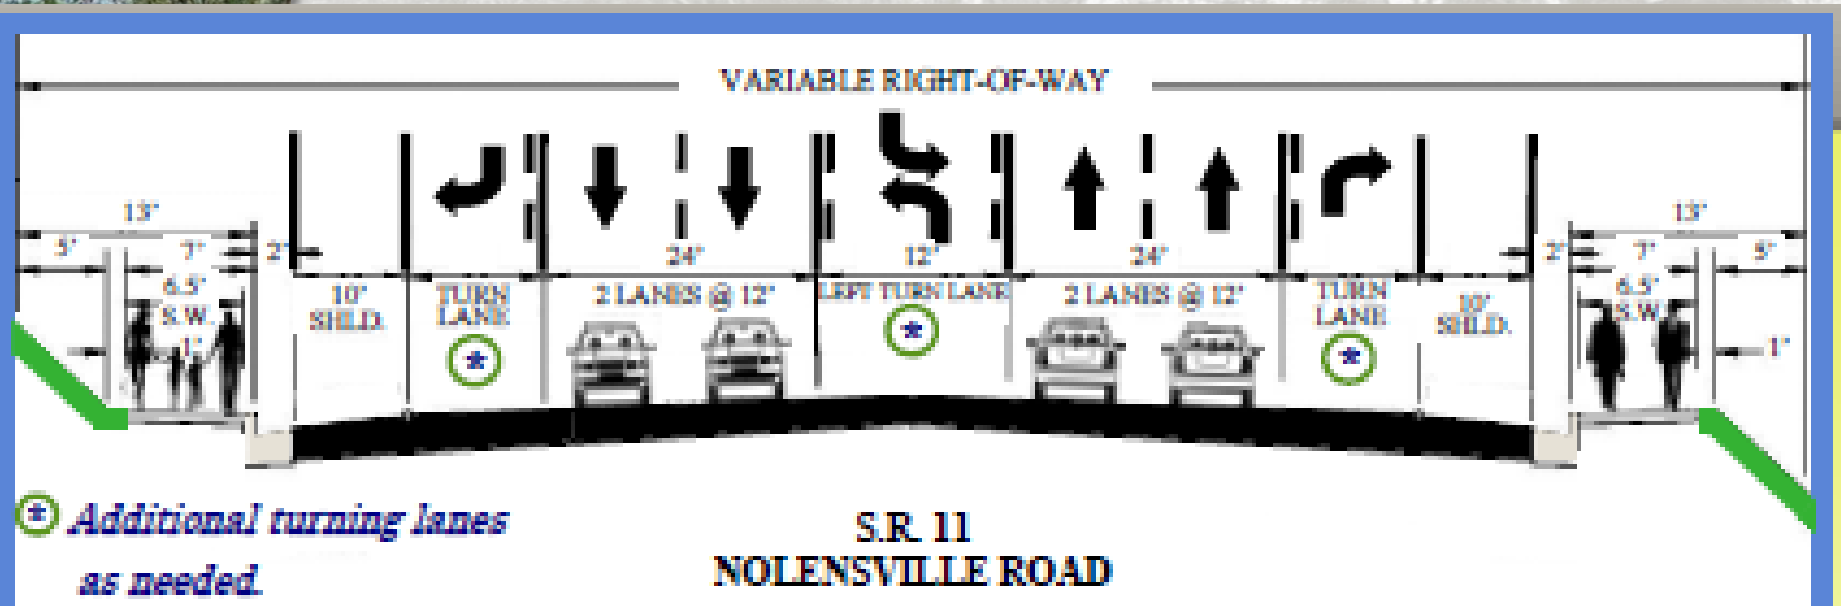 VARIABLE RIGHT-OF-WAY
13' 13'
5' 7' 2' 24' 12' 24' 2' 7' 5'
6.5' S.W. 10' SHLD. TURN LANE 2 LANES @ 12' LEFT TURN LANE 2 LANES @ 12' TURN LANE 10' SHLD. 6.5' S.W.
* * *
1' 1'
* Additional turning lanes
as needed.
S.R. 11
NOLENSVILLE ROAD